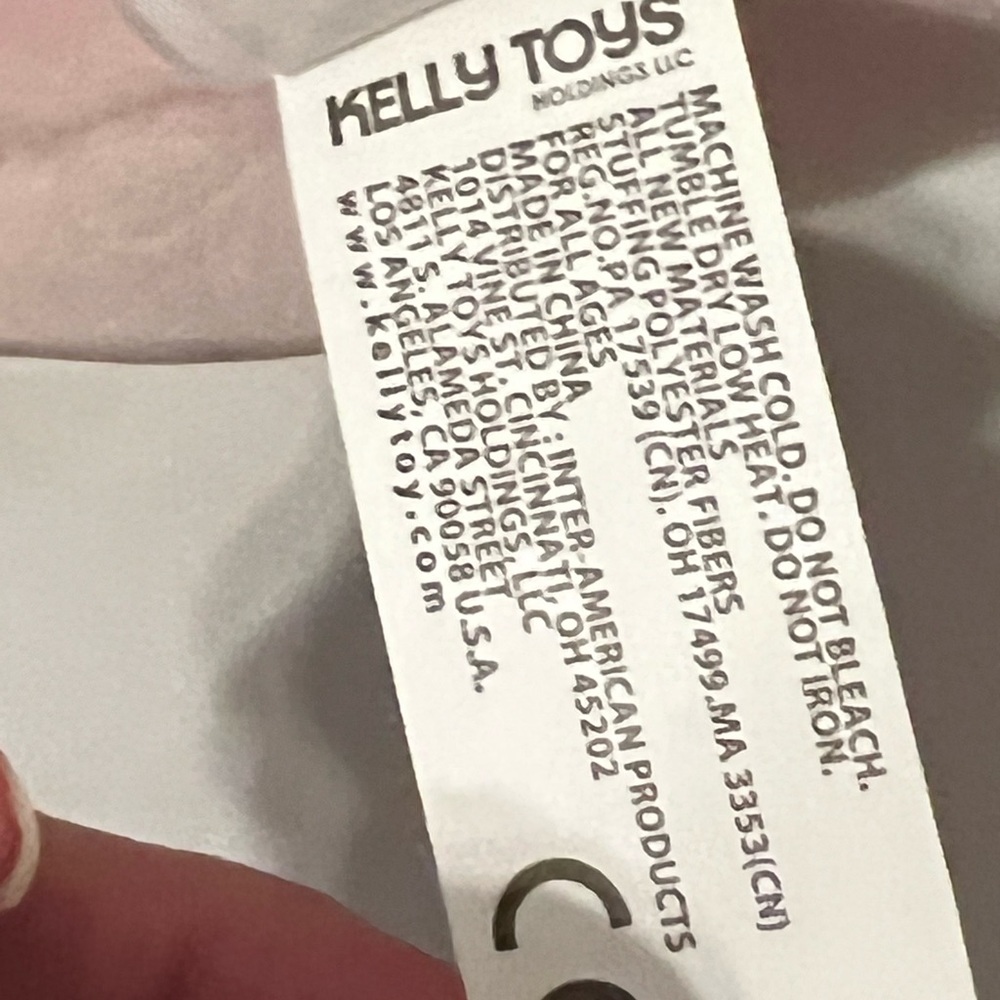 KELLY TOYS
HOLDINGS LLC
MACHINE WASH COLD. DO NOT BLEACH.
TUMBLE DRY LOW HEAT. DO NOT IRON.
ALL NEW MATERIALS
STUFFING POLYESTER FIBERS
REG.NO.PA 17539 (CN). OH 17499.MA 3353(CN)
FOR ALL AGES
MADE IN CHINA
DISTRIBUTED BY : INTER-AMERICAN PRODUCTS
1014 VINE ST. CINCINNATI, OH 45202
KELLY TOYS HOLDINGS, LLC
4811 S. ALAMEDA STREET
LOS ANGELES, CA 90058 U.S.A.
www.kellytoy.com